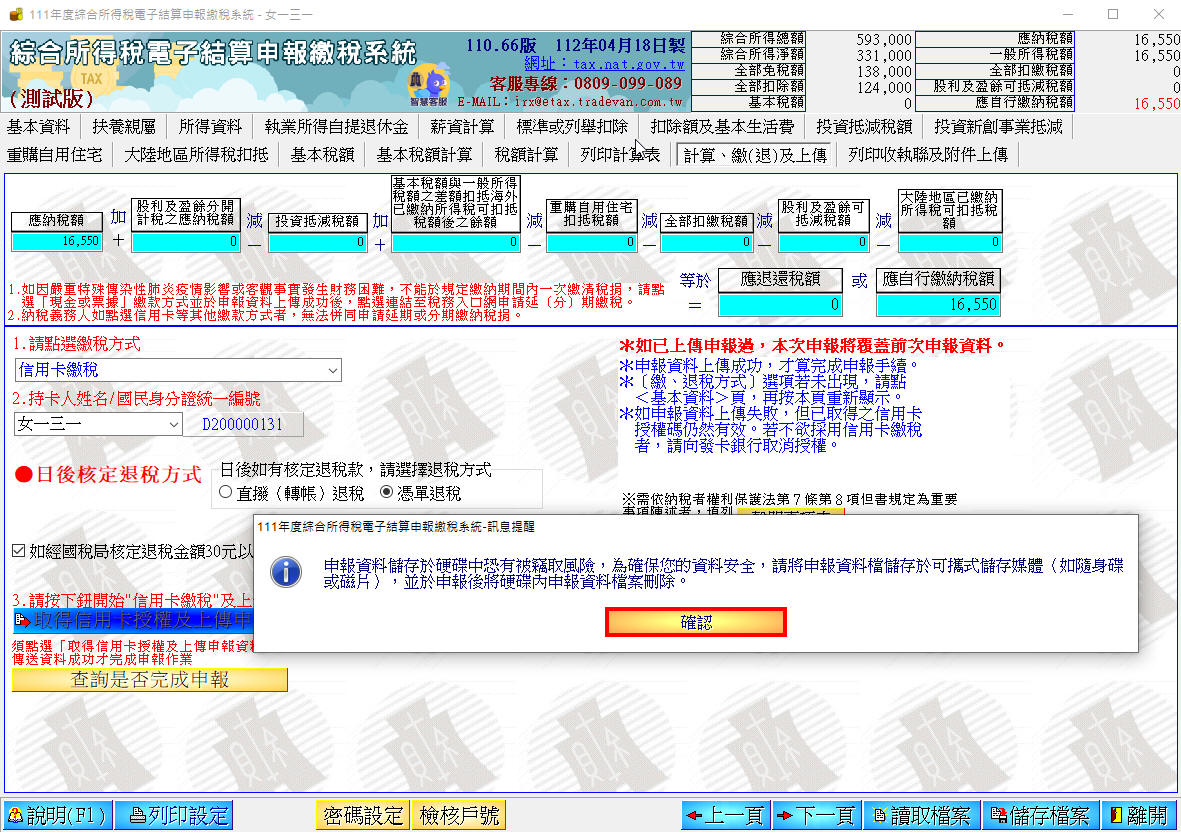 111年度綜合所得稅電子結算申報繳稅系統 - 女一三一
綜合所得稅電子結算申報繳稅系統
TAX
(測試版)
110.66版 112年04月18日製
網址：tax.nat.gov.tw
客服專線：0809-099-089
E-MAIL：irx@etax.tradevan.com.tw
智慧客服
綜合所得總額 593,000 應納稅額 16,550
綜合所得淨額 331,000 一般所得稅額 16,550
全部免稅額 138,000 全部扣繳稅額 0
全部扣除額 124,000 股利及盈餘可抵減稅額 0
基本稅額 0 應自行繳納稅額 16,550
基本資料 扶養親屬 所得資料 執業所得自提退休金 薪資計算 標準或列舉扣除 扣除額及基本生活費 投資抵減稅額 投資新創事業抵減
重購自用住宅 大陸地區所得稅扣抵 基本稅額 基本稅額計算 稅額計算 列印計算表 計算、繳(退)及上傳 列印收執聯及附件上傳
應納稅額
16,550
加
＋
股利及盈餘分開
計稅之應納稅額
0
減
－
投資抵減稅額
0
加
＋
基本稅額與一般所得
稅額之差額扣抵海外
已繳納所得稅可扣抵
稅額後之餘額
0
減
－
重購自用住宅
扣抵稅額
0
減
－
全部扣繳稅額
0
減
－
股利及盈餘可
抵減稅額
0
減
－
大陸地區已繳納
所得稅可扣抵稅
額
0
等於
＝
應退還稅額
0
或
應自行繳納稅額
16,550
1.如因嚴重特殊傳染性肺炎疫情影響或客觀事實發生財務困難，不能於規定繳納期間內一次繳清稅捐，請點
選「現金或票據」繳款方式並於申報資料上傳成功後，點選連結至稅務入口網申請延（分）期繳稅。
2.納稅義務人如點選信用卡等其他繳款方式者，無法併同申請延期或分期繳納稅捐。
1.請點選繳稅方式
信用卡繳稅
2.持卡人姓名/國民身分證統一編號
女一三一 D200000131
●日後核定退稅方式
日後如有核定退稅款，請選擇退稅方式
直撥（轉帳）退稅 憑單退稅
＊如已上傳申報過，本次申報將覆蓋前次申報資料。
＊申報資料上傳成功，才算完成申報手續。
＊〔繳、退稅方式〕選項若未出現，請點
＜基本資料＞頁，再按本頁重新顯示。
＊如申報資料上傳失敗，但已取得之信用卡
授權碼仍然有效。若不欲採用信用卡繳稅
者，請向發卡銀行取消授權。
※需依納稅者權利保護法第7條第8項但書規定為重要
事項陳述者，填列
如經國稅局核定退稅金額30元以
3.請按下鈕開始"信用卡繳稅"及上
取得信用卡授權及上傳申
須點選「取得信用卡授權及上傳申報資
傳送資料成功才完成申報作業
查詢是否完成申報
111年度綜合所得稅電子結算申報繳稅系統-訊息提醒
申報資料儲存於硬碟中恐有被竊取風險，為確保您的資料安全，請將申報資料檔儲存於可攜式儲存媒體（如隨身碟
或磁片），並於申報後將硬碟內申報資料檔案刪除。
確認
說明(F1) 列印設定 密碼設定 檢核戶號 上一頁 下一頁 讀取檔案 儲存檔案 離開